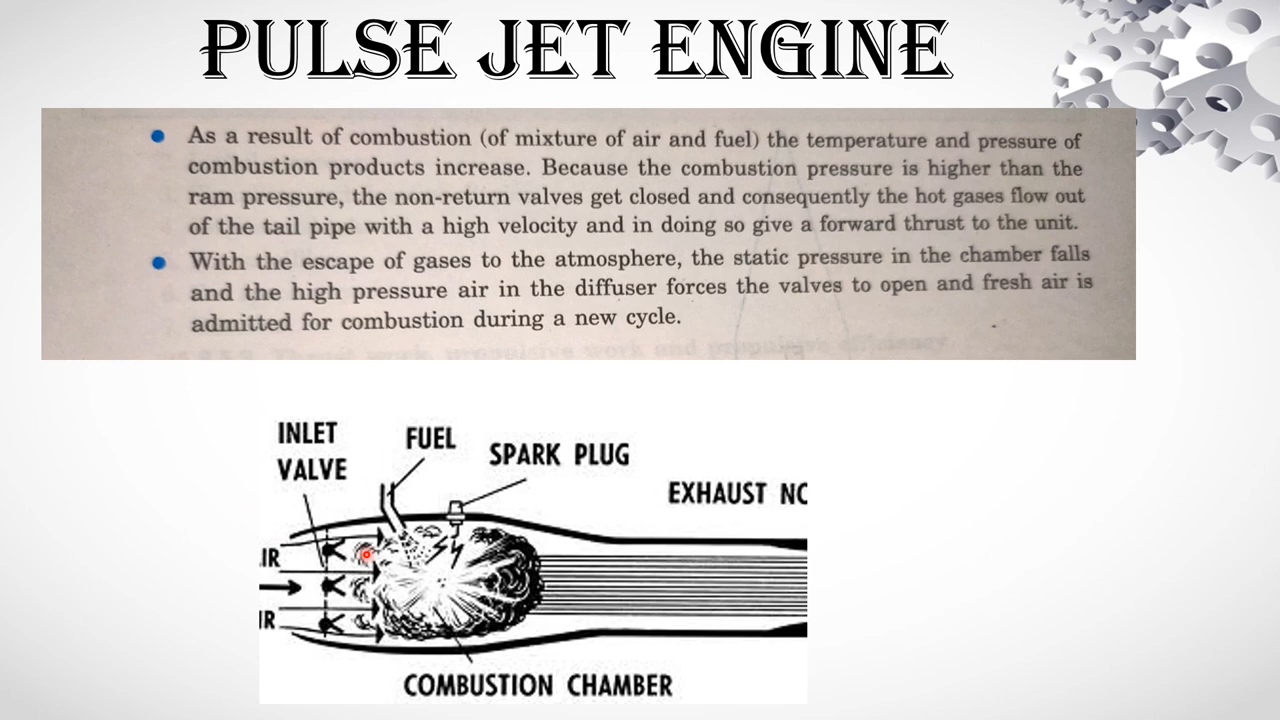 PULSE JET ENGINE
As a result of combustion (of mixture of air and fuel) the temperature and pressure of
combustion products increase. Because the combustion pressure is higher than the
ram pressure, the non-return valves get closed and consequently the hot gases flow out
of the tail pipe with a high velocity and in doing so give a forward thrust to the unit.
With the escape of gases to the atmosphere, the static pressure in the chamber falls
and the high pressure air in the diffuser forces the valves to open and fresh air is
admitted for combustion during a new cycle.
INLET
VALVE
FUEL
SPARK PLUG
EXHAUST NO
IR
IR
COMBUSTION CHAMBER